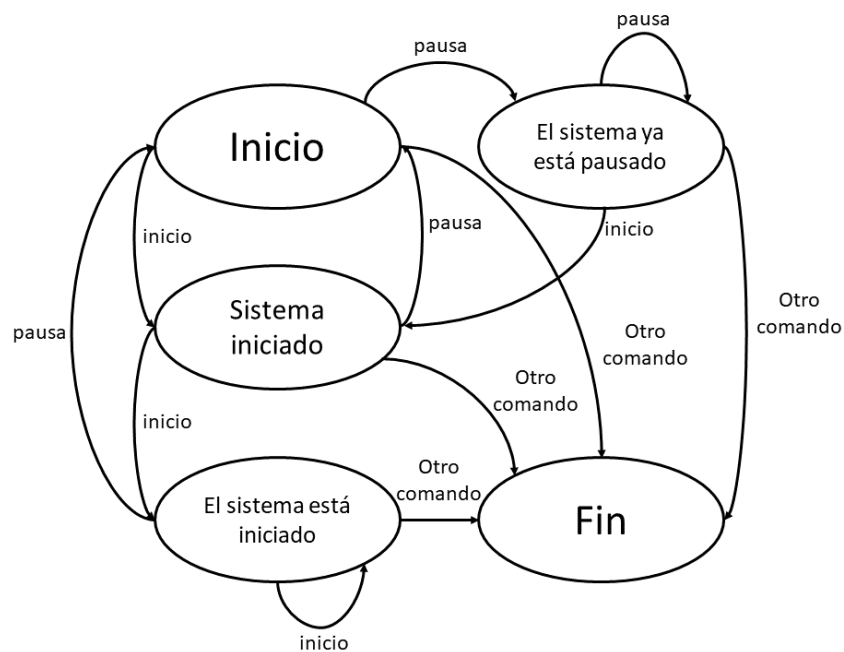 pausa
pausa
Inicio
El sistema ya
está pausado
inicio
pausa
inicio
Sistema
iniciado
pausa
Otro
comando
Otro
comando
Otro
comando
inicio
Otro
comando
El sistema está
iniciado
Fin
inicio